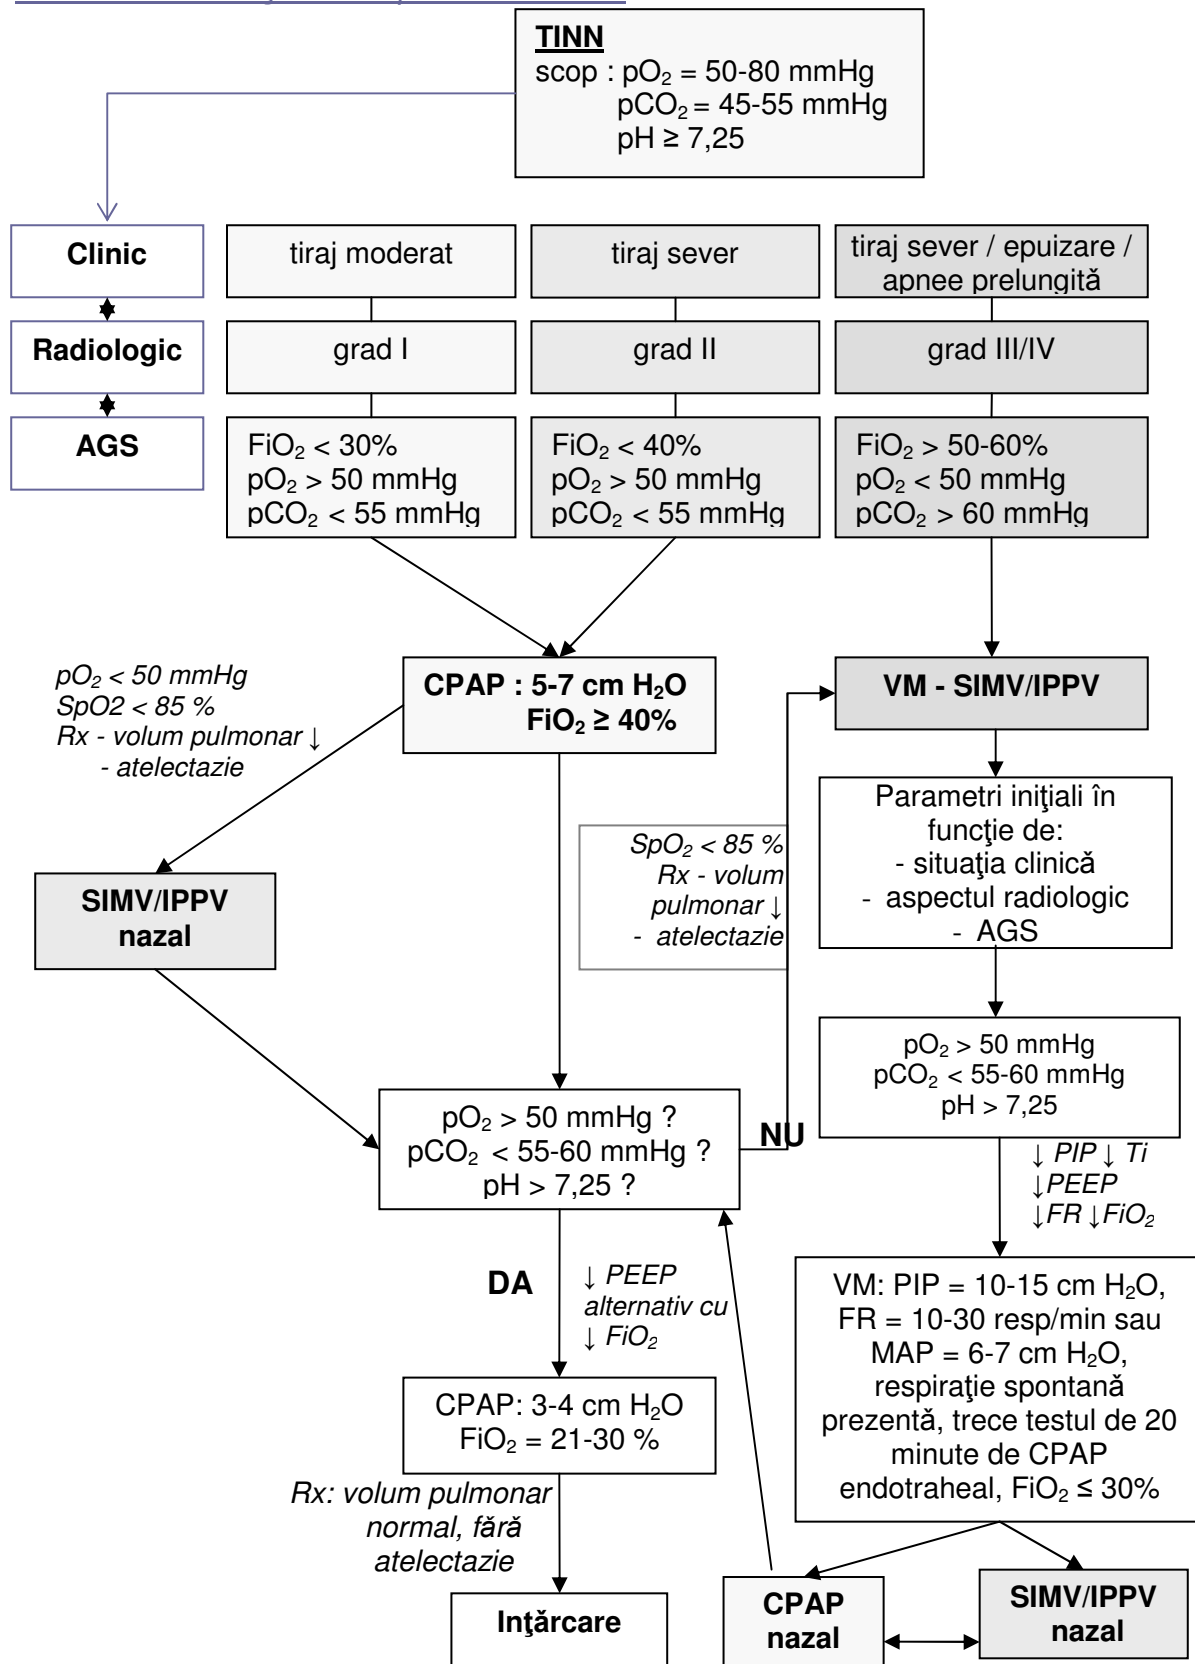 TINN
scop : pO₂ = 50-80 mmHg
pCO₂ = 45-55 mmHg
pH ≥ 7,25
Clinic
tiraj moderat
tiraj sever
tiraj sever / epuizare /
apnee prelungită
Radiologic
grad I
grad II
grad III/IV
AGS
FiO₂ < 30%
pO₂ > 50 mmHg
pCO₂ < 55 mmHg
FiO₂ < 40%
pO₂ > 50 mmHg
pCO₂ < 55 mmHg
FiO₂ > 50-60%
pO₂ < 50 mmHg
pCO₂ > 60 mmHg
pO₂ < 50 mmHg
SpO2 < 85 %
Rx - volum pulmonar ↓
- atelectazie
CPAP : 5-7 cm H₂O
FiO₂ ≥ 40%
VM - SIMV/IPPV
Parametri iniţiali în
funcţie de:
- situaţia clinică
- aspectul radiologic
- AGS
SpO₂ < 85 %
Rx - volum
pulmonar ↓
- atelectazie
SIMV/IPPV
nazal
pO₂ > 50 mmHg
pCO₂ < 55-60 mmHg
pH > 7,25
pO₂ > 50 mmHg ?
pCO₂ < 55-60 mmHg ?
pH > 7,25 ?
NU
↓ PIP ↓ Ti
↓PEEP
↓FR ↓FiO₂
DA
↓ PEEP
alternativ cu
↓ FiO₂
VM: PIP = 10-15 cm H₂O,
FR = 10-30 resp/min sau
MAP = 6-7 cm H₂O,
respiraţie spontană
prezentă, trece testul de 20
minute de CPAP
endotraheal, FiO₂ ≤ 30%
CPAP: 3-4 cm H₂O
FiO₂ = 21-30 %
Rx: volum pulmonar
normal, fără
atelectazie
Inţărcare
CPAP
nazal
SIMV/IPPV
nazal